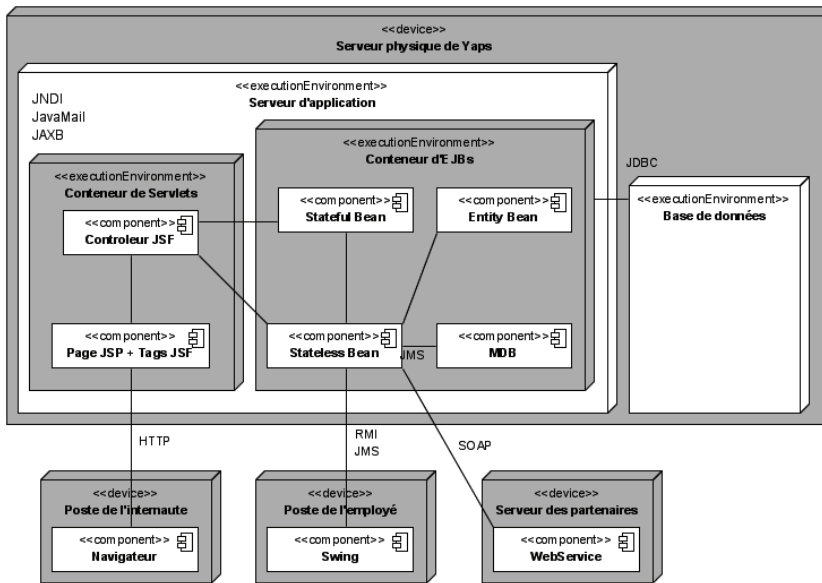 <<device>>
Serveur physique de Yaps
<<executionEnvironment>>
Serveur d'application
JNDI
JavaMail
JAXB
<<executionEnvironment>>
Conteneur d'EJBs
<<executionEnvironment>>
Conteneur de Servlets
JDBC
<<executionEnvironment>>
Base de données
<<component>>
Controleur JSF
<<component>>
Stateful Bean
<<component>>
Entity Bean
<<component>>
Page JSP + Tags JSF
<<component>>
Stateless Bean
JMS
<<component>>
MDB
HTTP
RMI
JMS
SOAP
<<device>>
Poste de l'internaute
<<component>>
Navigateur
<<device>>
Poste de l'employé
<<component>>
Swing
<<device>>
Serveur des partenaires
<<component>>
WebService